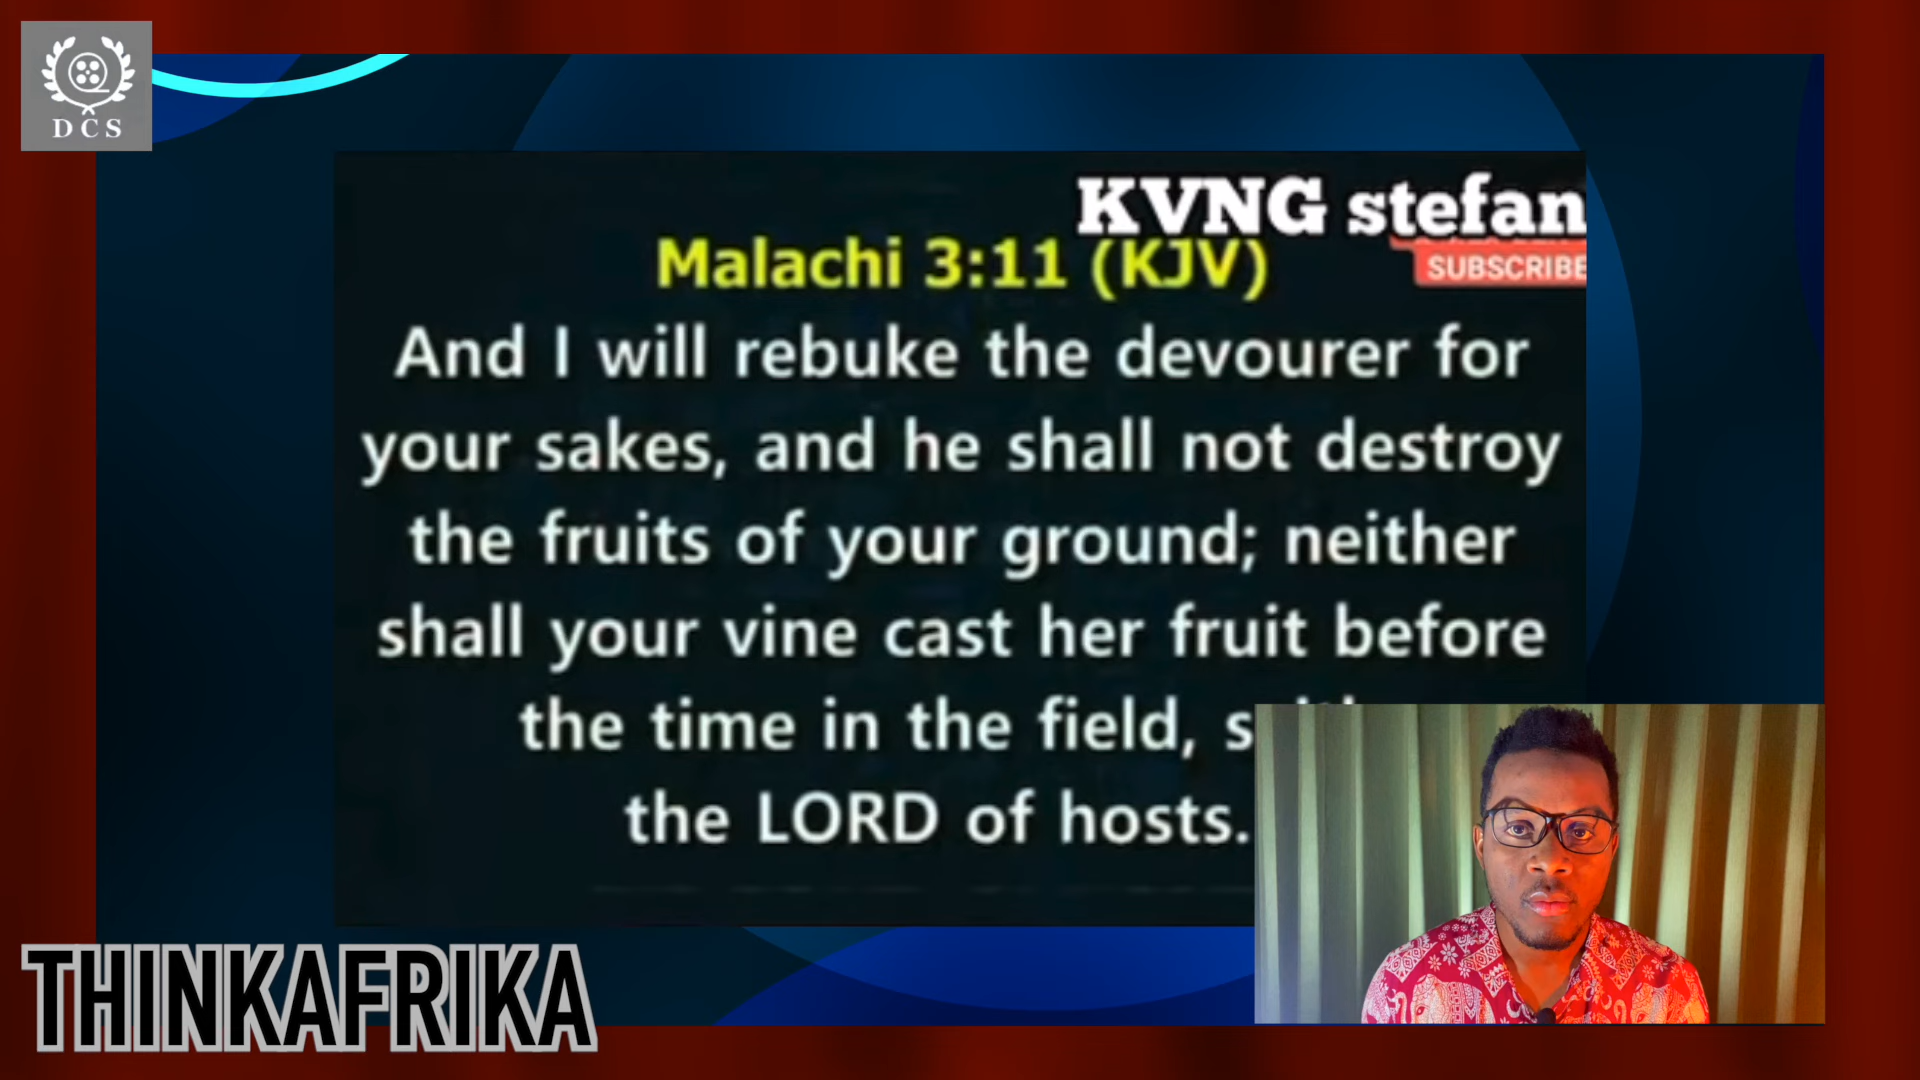 DCS
KVNG stefan
SUBSCRIBE
Malachi 3:11 (KJV)
And I will rebuke the devourer for
your sakes, and he shall not destroy
the fruits of your ground; neither
shall your vine cast her fruit before
the time in the field,
the LORD of hosts.
THINKAFRIKA